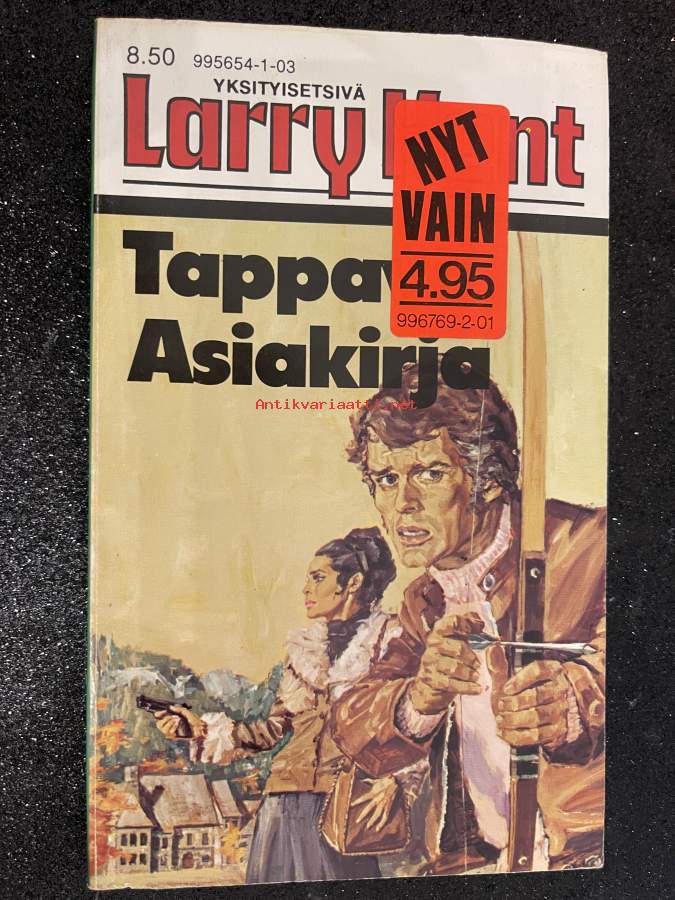 8.50 995654-1-03
YKSITYISETSIVÄ
Larry
NYT
VAIN
4.95
996769-2-01
Asiakirja
Antikvariaatti.net